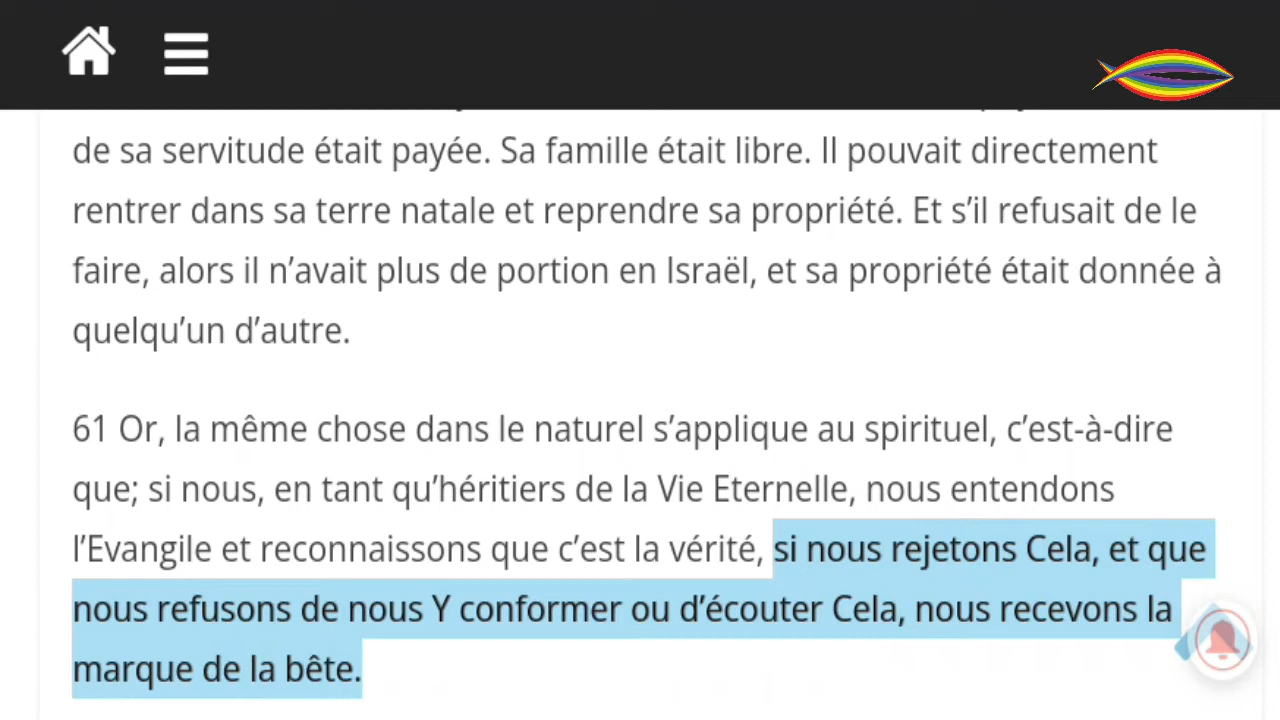 de sa servitude était payée. Sa famille était libre. Il pouvait directement
rentrer dans sa terre natale et reprendre sa propriété. Et s’il refusait de le
faire, alors il n’avait plus de portion en Israël, et sa propriété était donnée à
quelqu’un d’autre.
61 Or, la même chose dans le naturel s’applique au spirituel, c’est-à-dire
que; si nous, en tant qu’héritiers de la Vie Eternelle, nous entendons
l’Evangile et reconnaissons que c’est la vérité, si nous rejetons Cela, et que
nous refusons de nous Y conformer ou d’écouter Cela, nous recevons la
marque de la bête.